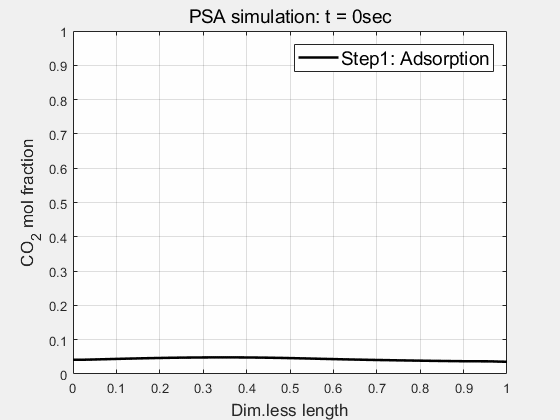 PSA simulation: t = 0sec
Step1: Adsorption
1
0.9
0.8
0.7
0.6
0.5
0.4
0.3
0.2
0.1
0
CO2 mol fraction
0 0.1 0.2 0.3 0.4 0.5 0.6 0.7 0.8 0.9 1
Dim.less length